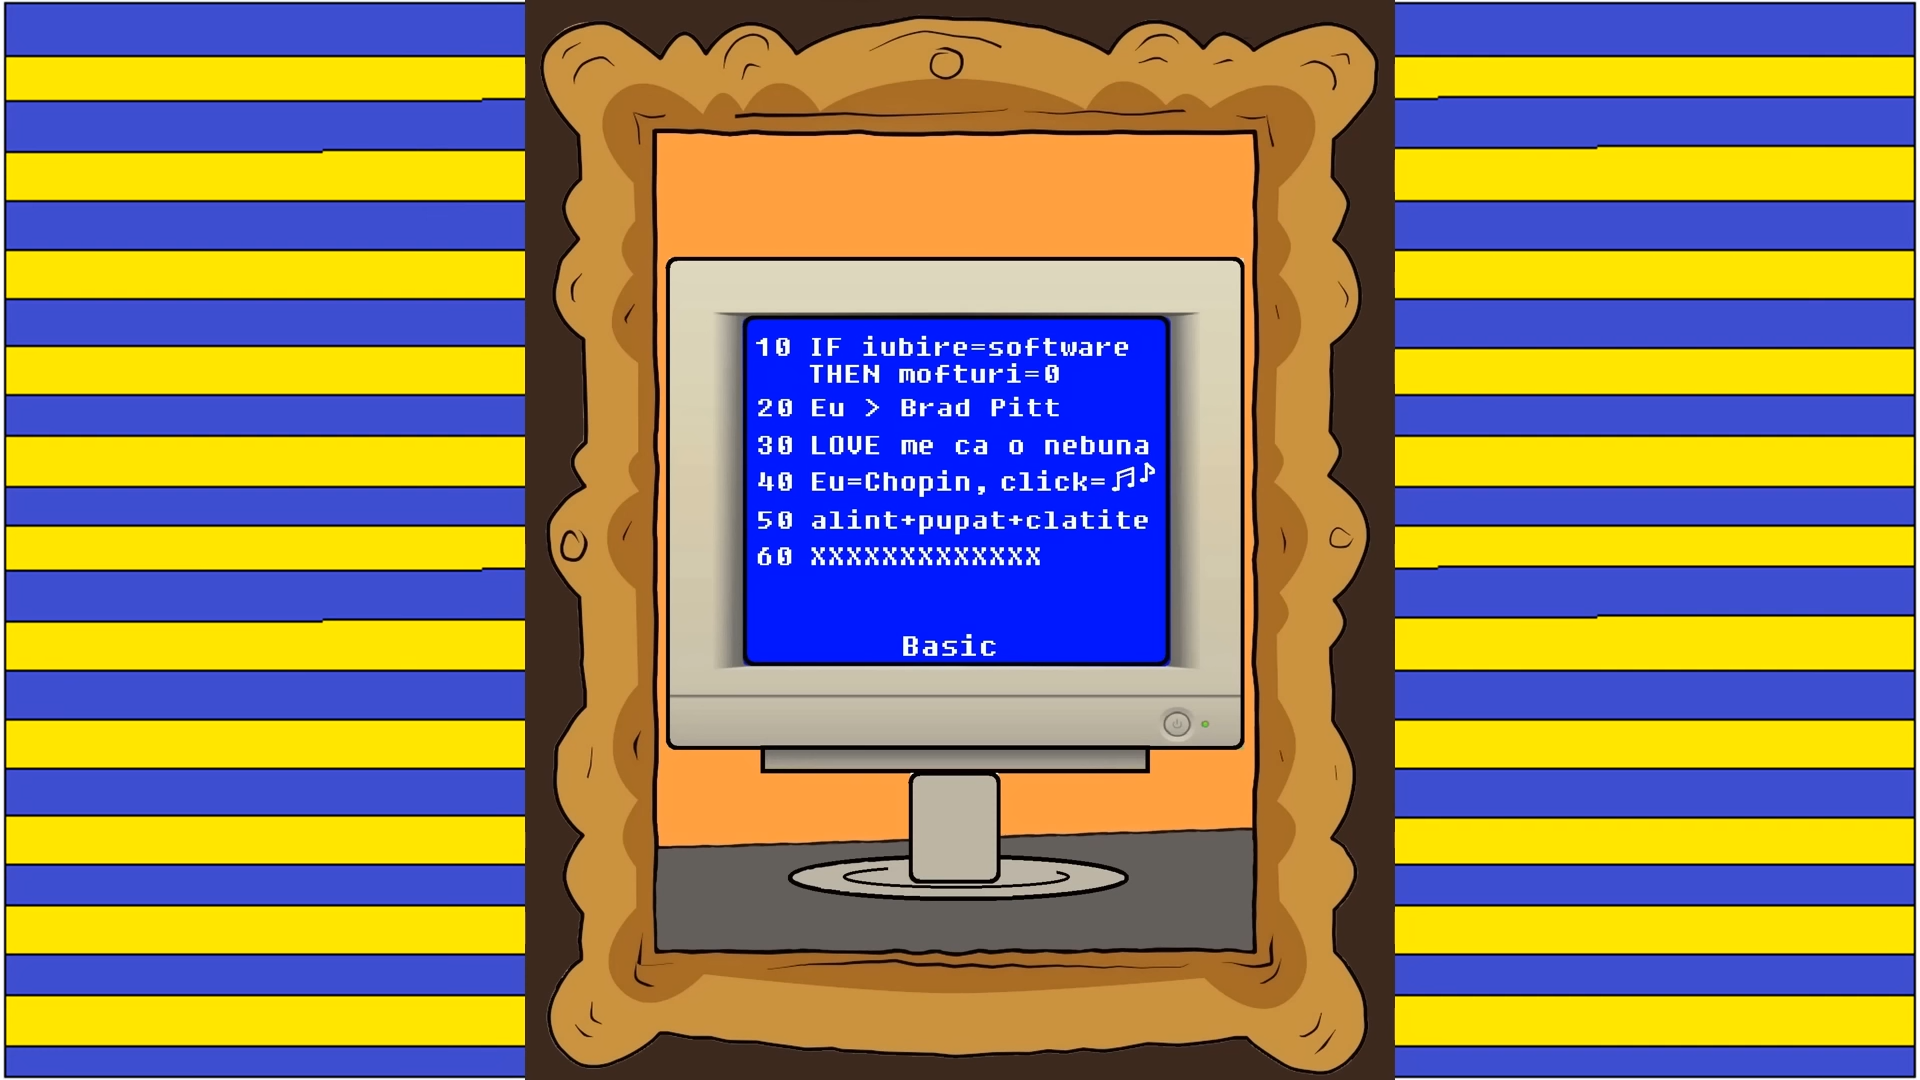 10 IF iubire=software
THEN mofturi=0
20 Eu > Brad Pitt
30 LOVE me ca o nebuna
40 Eu=Chopin, click=🎵
50 alint+pupat+clatite
60 XXXXXXXXXXXXX
Basic